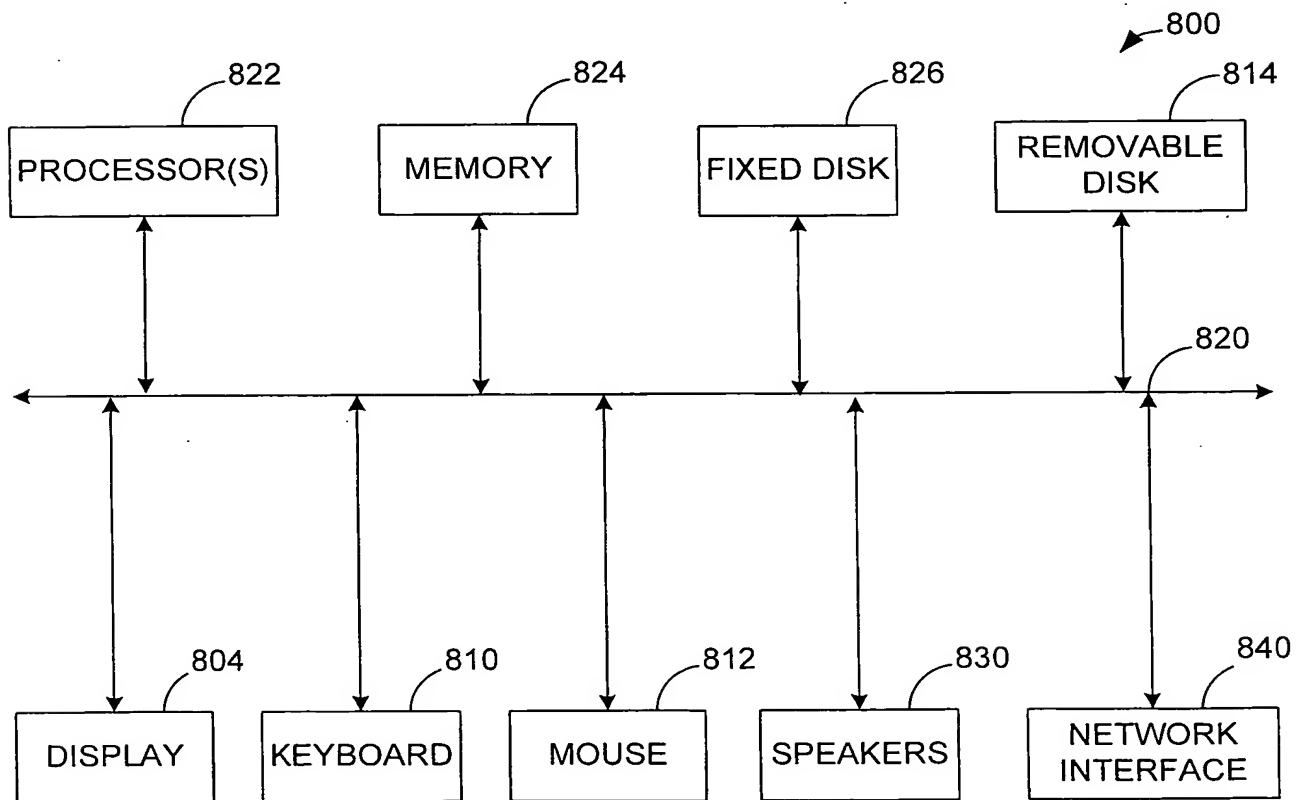 800
822
824
826
814
PROCESSOR(S)
MEMORY
FIXED DISK
REMOVABLE
DISK
820
804
810
812
830
840
DISPLAY
KEYBOARD
MOUSE
SPEAKERS
NETWORK
INTERFACE